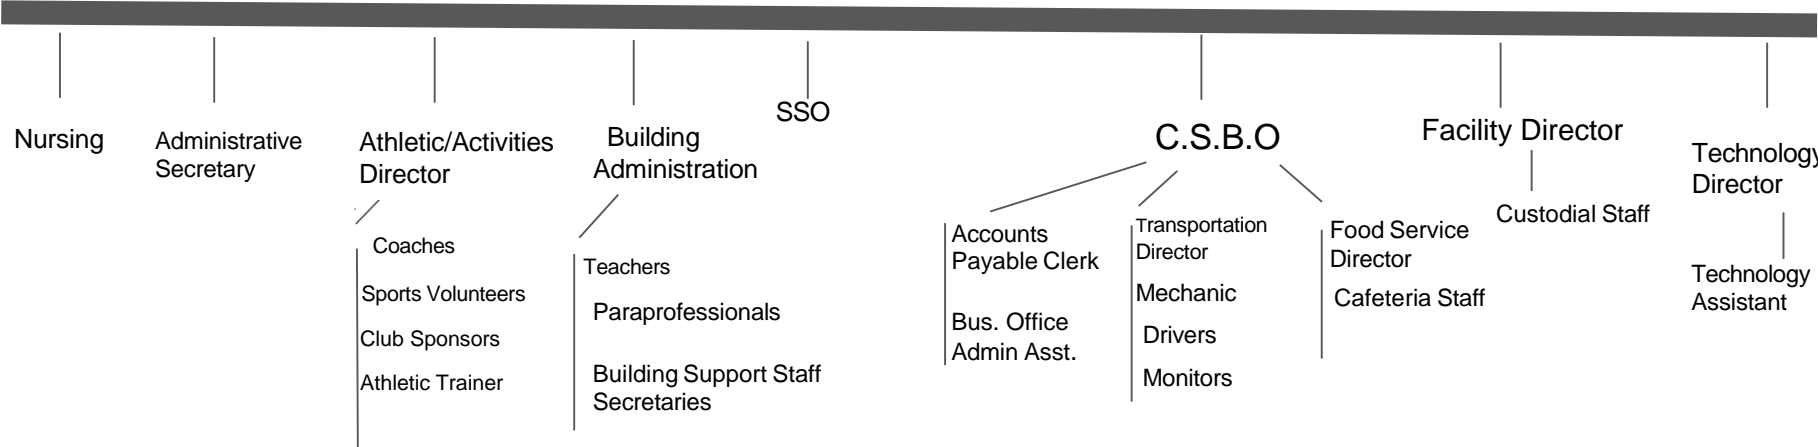 Nursing
Administrative
Secretary
Athletic/Activities
Director
Coaches
Sports Volunteers
Club Sponsors
Athletic Trainer
Building
Administration
Teachers
Paraprofessionals
Building Support Staff
Secretaries
SSO
C.S.B.O
Accounts
Payable Clerk
Bus. Office
Admin Asst.
Transportation
Director
Mechanic
Drivers
Monitors
Food Service
Director
Cafeteria Staff
Facility Director
Custodial Staff
Technology
Director
Technology
Assistant